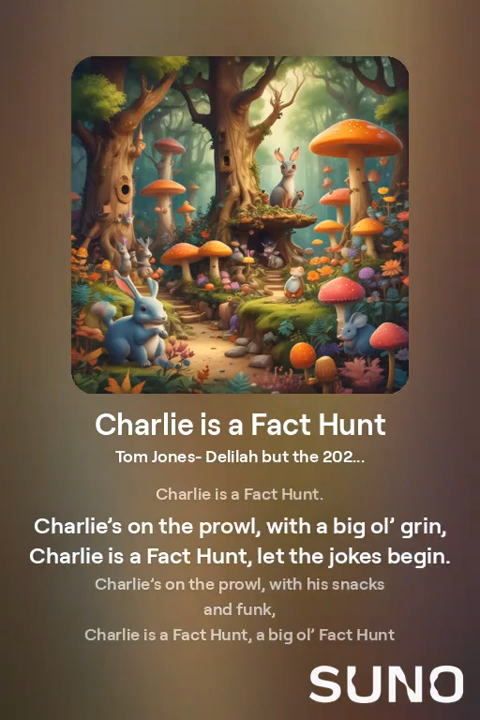 Charlie is a Fact Hunt
Tom Jones- Delilah but the 202...
Charlie is a Fact Hunt.
Charlie's on the prowl, with a big ol' grin,
Charlie is a Fact Hunt, let the jokes begin.
Charlie's on the prowl, with his snacks
and funk,
Charlie is a Fact Hunt, a big ol' Fact Hunt
SUNO